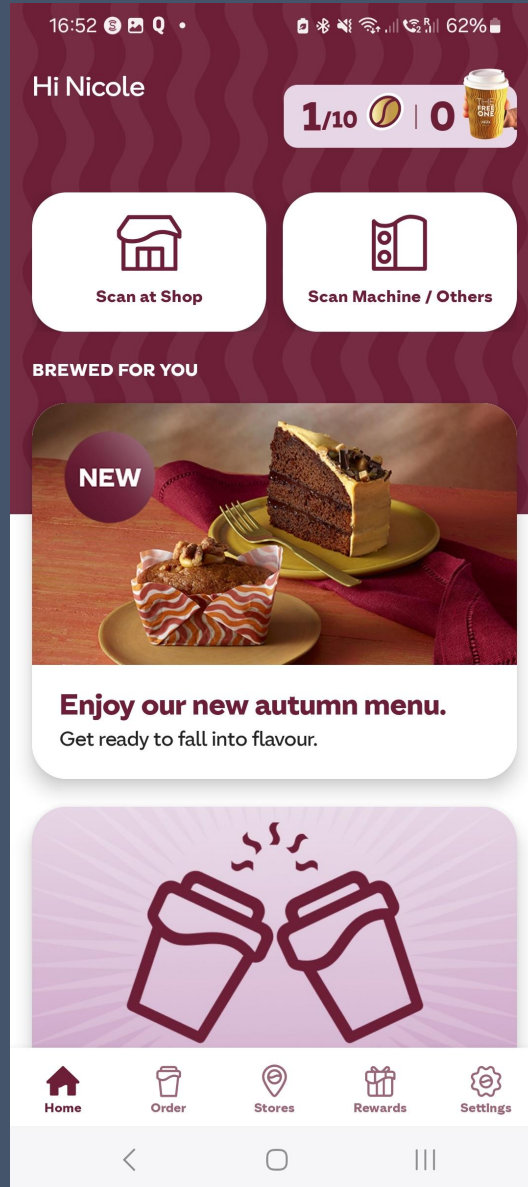 16:52
62%
Hi Nicole
1/10 | 0
THE
FREE
ONE
Scan at Shop
Scan Machine / Others
BREWED FOR YOU
NEW
Enjoy our new autumn menu.
Get ready to fall into flavour.
Home
Order
Stores
Rewards
Settings